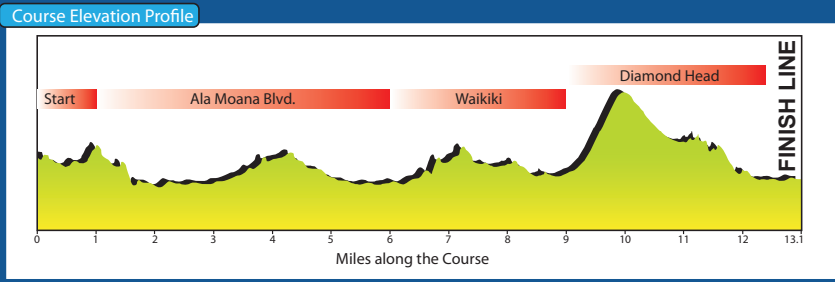 Course Elevation Profile
Start
Ala Moana Blvd.
Waikiki
Diamond Head
FINISH LINE
0 1 2 3 4 5 6 7 8 9 10 11 12 13.1
Miles along the Course